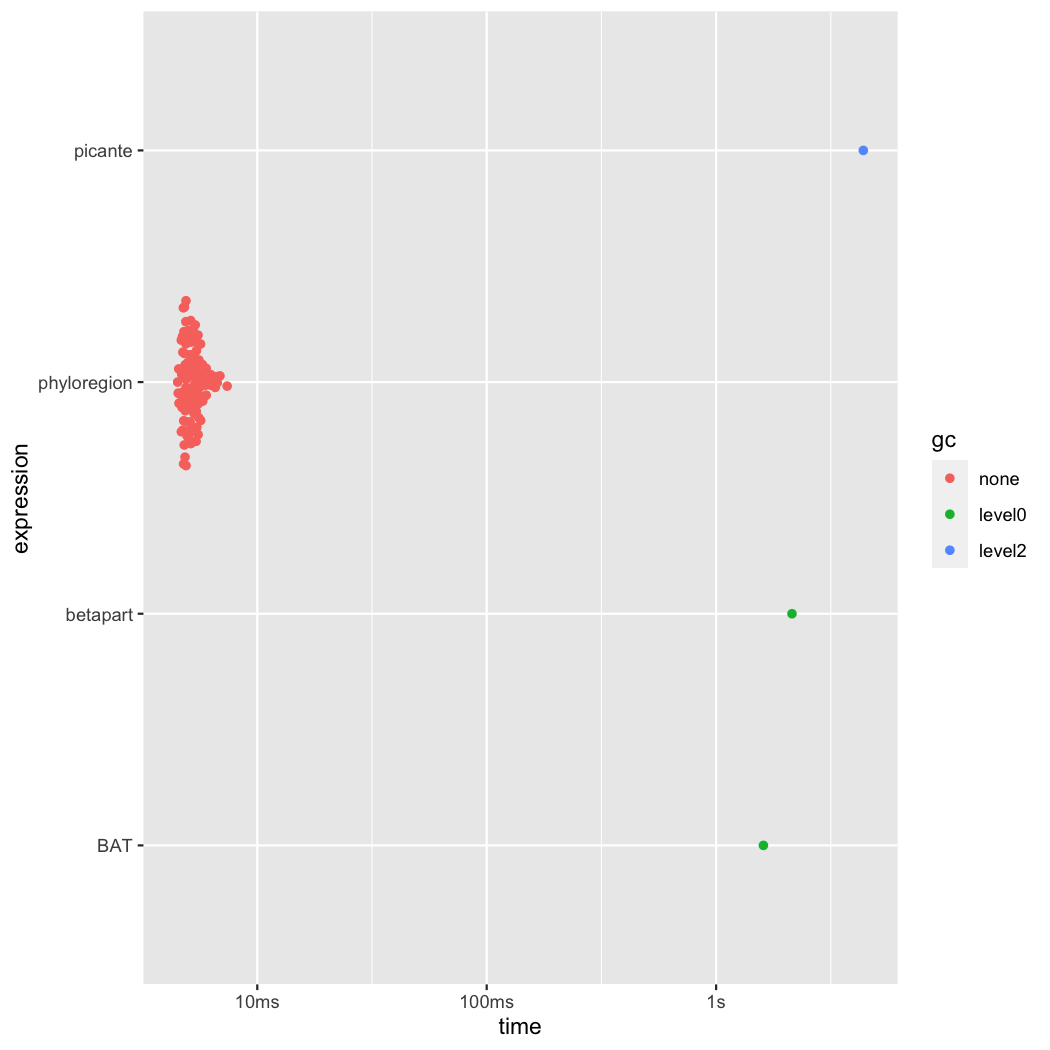 picante
phyloregion
betapart
BAT
expression
10ms
100ms
1s
time
gc
none
level0
level2